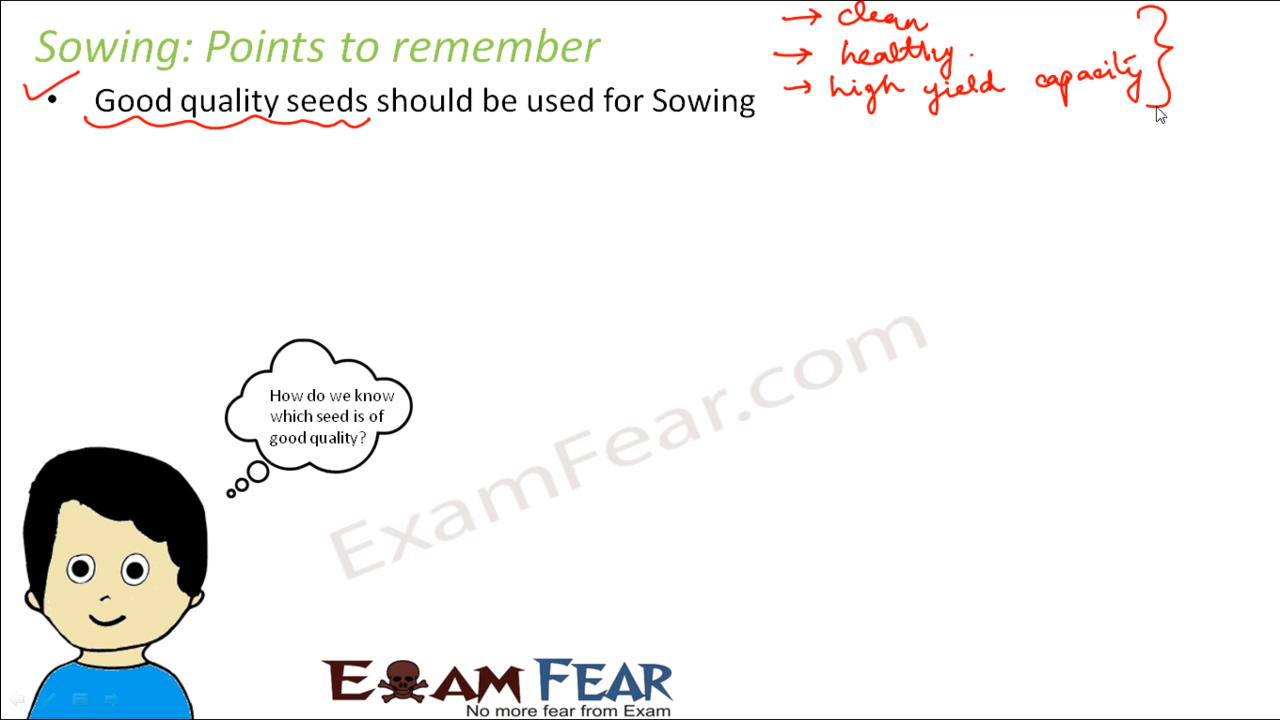 Sowing: Points to remember
→ clean
→ healthy.
→ high yield capacity
• Good quality seeds should be used for Sowing
How do we know
which seed is of
good quality?
ExamFear.com
EXAM FEAR
No more fear from Exam